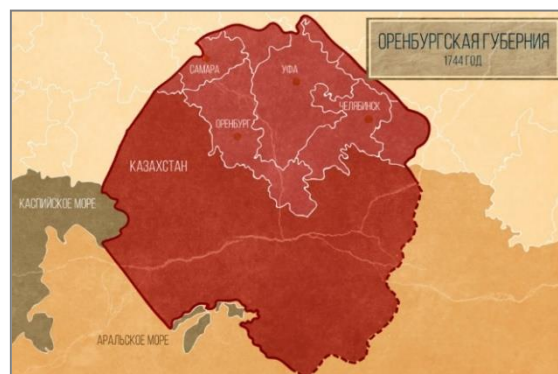 ОРЕНБУРГСКАЯ ГУБЕРНИЯ
1744 ГОД
САМАРА
УФА
ЧЕЛЯБИНСК
ОРЕНБУРГ
КАЗАХСТАН
КАСПИЙСКОЕ МОРЕ
АРАЛЬСКОЕ МОРЕ